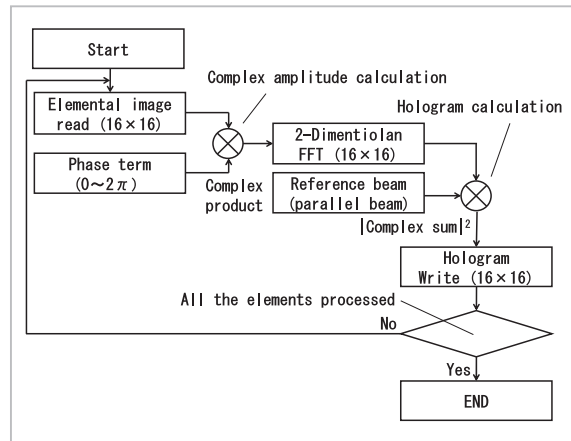 Start
Complex amplitude calculation
Elemental image
read (16×16)
Hologram calculation
2-Dimentiolan
FFT (16×16)
Phase term
(0～2π)
Complex
product
Reference beam
(parallel beam)
|Complex sum|²
Hologram
Write (16×16)
All the elements processed
No
Yes
END